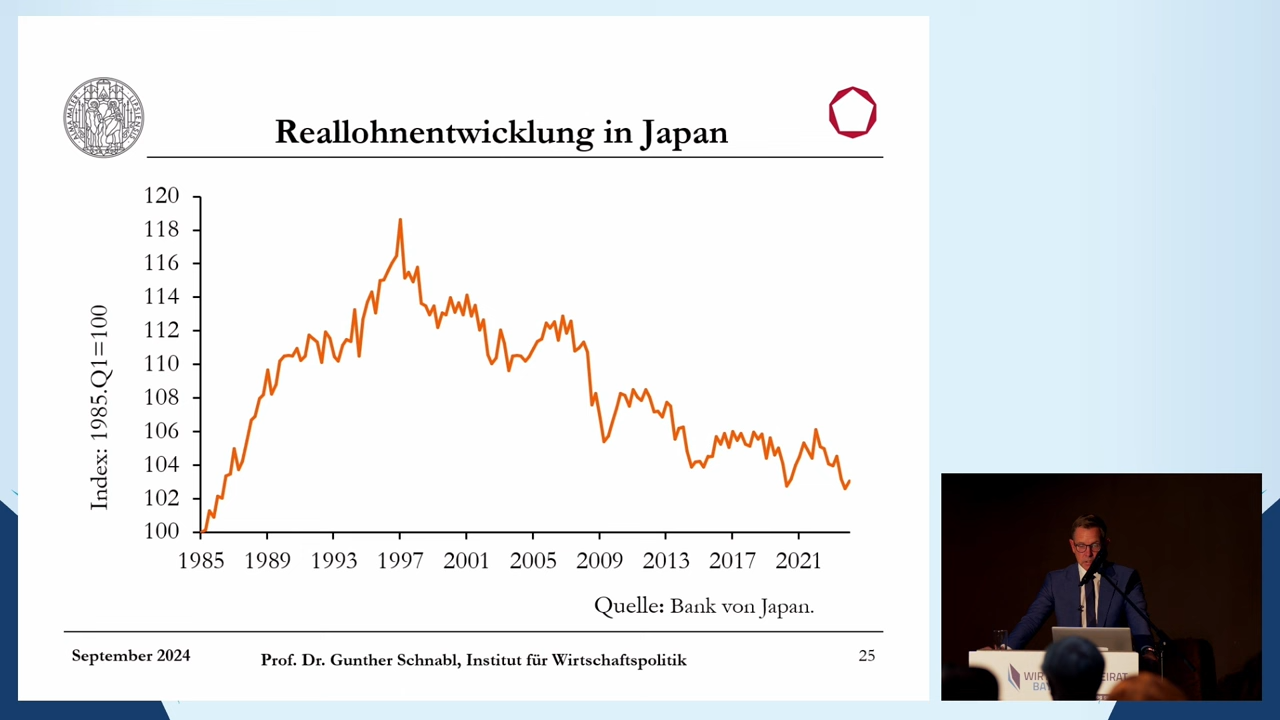 Reallohnentwicklung in Japan
120
118
116
114
112
110
108
106
104
102
100
Index: 1985.Q1=100
1985 1989 1993 1997 2001 2005 2009 2013 2017 2021
Quelle: Bank von Japan.
September 2024
Prof. Dr. Gunther Schnabl, Institut für Wirtschaftspolitik
25